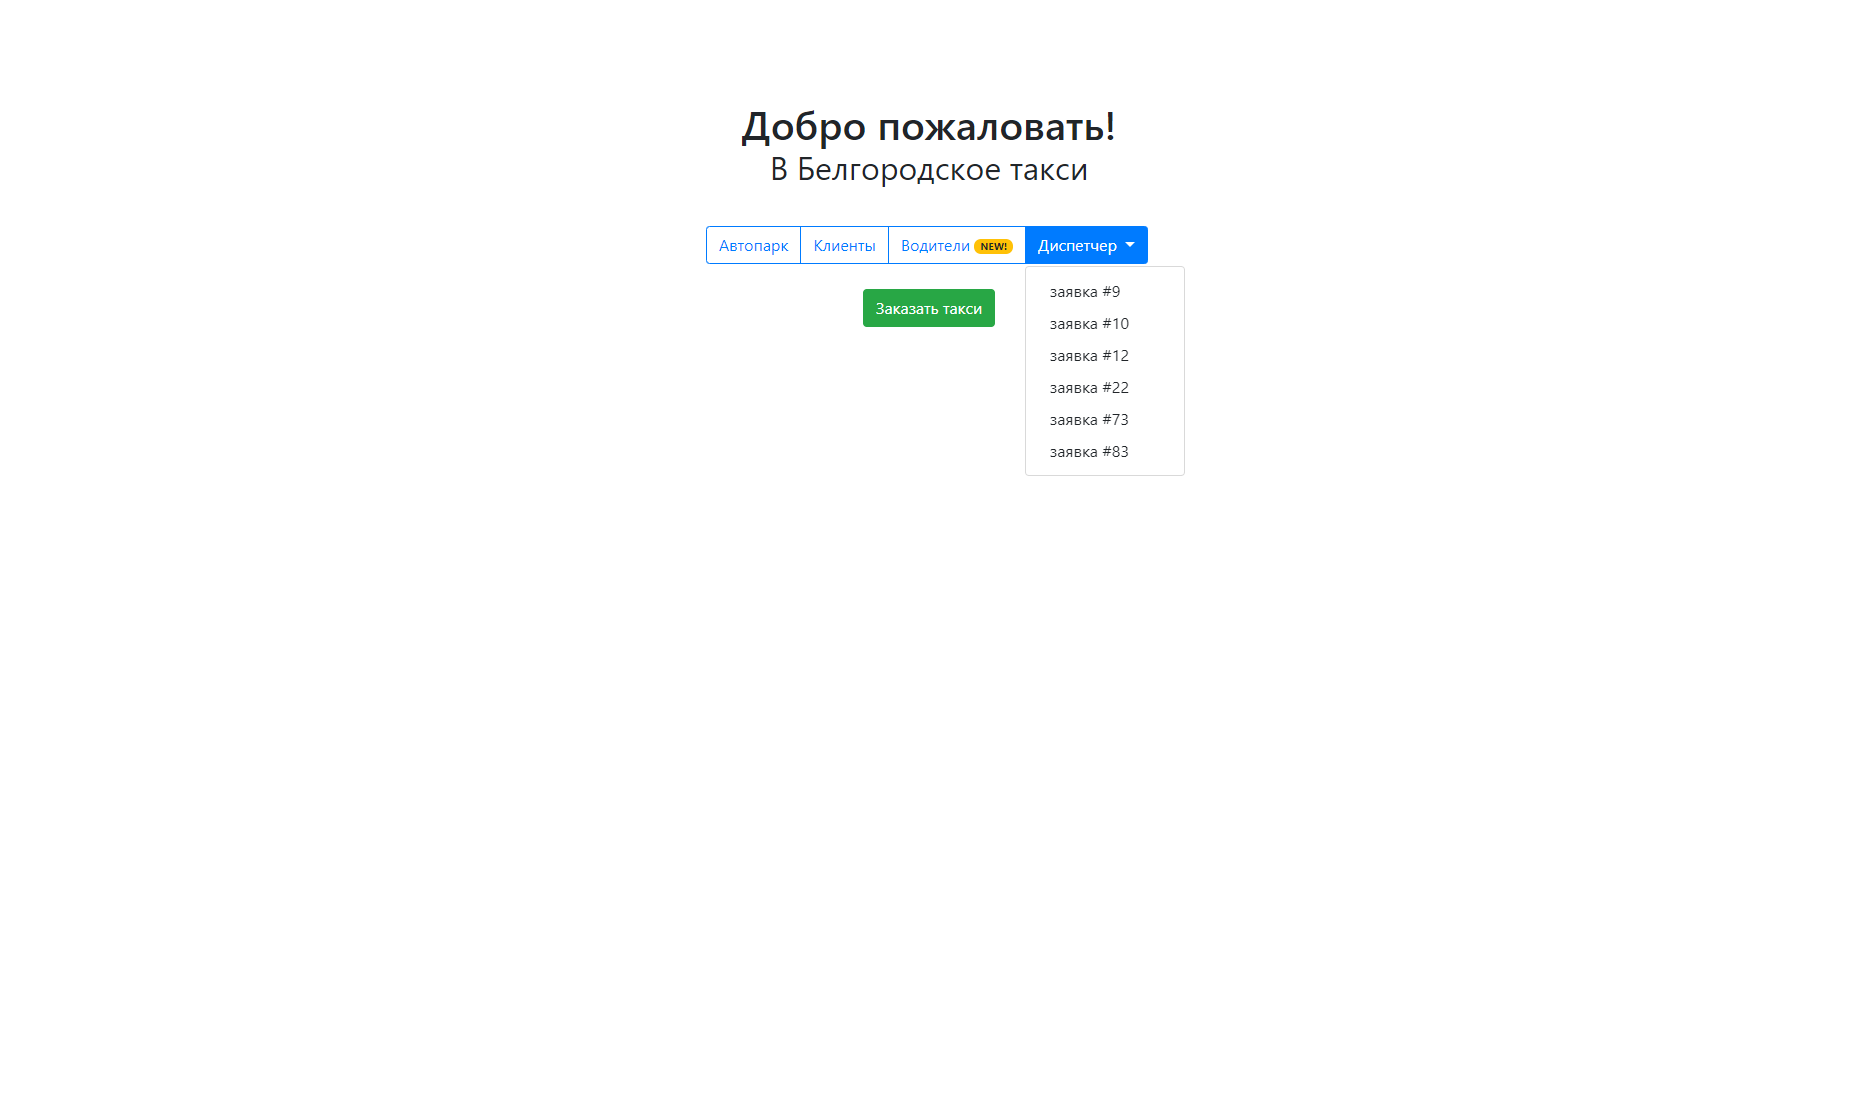 Добро пожаловать!
В Белгородское такси
Автопарк Клиенты Водители NEW! Диспетчер
Заказать такси
заявка #9
заявка #10
заявка #12
заявка #22
заявка #73
заявка #83